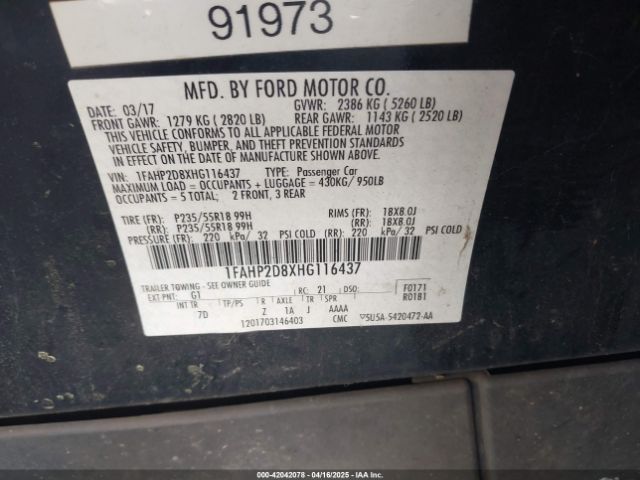 91973
MFD. BY FORD MOTOR CO.
DATE: 03/17 GVWR: 2386 KG ( 5260 LB)
FRONT GAWR: 1279 KG ( 2820 LB) REAR GAWR: 1143 KG ( 2520 LB)
THIS VEHICLE CONFORMS TO ALL APPLICABLE FEDERAL MOTOR
VEHICLE SAFETY, BUMPER, AND THEFT PREVENTION STANDARDS
IN EFFECT ON THE DATE OF MANUFACTURE SHOWN ABOVE.
VIN: 1FAHP2D8XHG116437 TYPE: Passenger Car
MAXIMUM LOAD = OCCUPANTS + LUGGAGE = 430KG/ 950LB
OCCUPANTS = 5 TOTAL; 2 FRONT, 3 REAR
TIRE (FR): P235/55R18 99H RIMS (FR): 18X8.0J
(RR): P235/55R18 99H (RR): 18X8.0J
PRESSURE (FR): 220 kPa/ 32 PSI COLD (RR): 220 kPa/ 32 PSI COLD
1FAHP2D8XHG116437
TRAILER TOWING - SEE OWNER GUIDE
EXT PNT: G1 RC: 21 DSO: F0171
R0181
INT TR TP/PS R AXLE TR SPR
7D Z 1A J AAAA
1201703146403 CMC 5U5A-5420472-AA
000-42042078 - 04/16/2025 - IAAI.COM